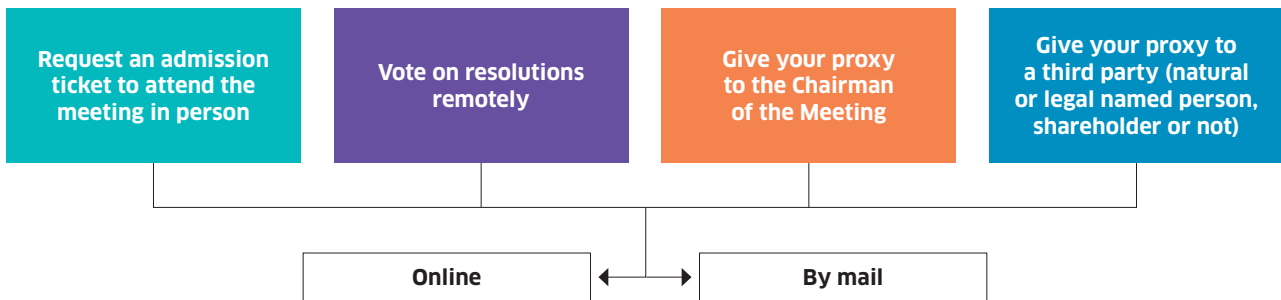 Request an admission
ticket to attend the
meeting in person
Vote on resolutions
remotely
Give your proxy
to the Chairman
of the Meeting
Give your proxy to
a third party (natural
or legal named person,
shareholder or not)
Online
By mail